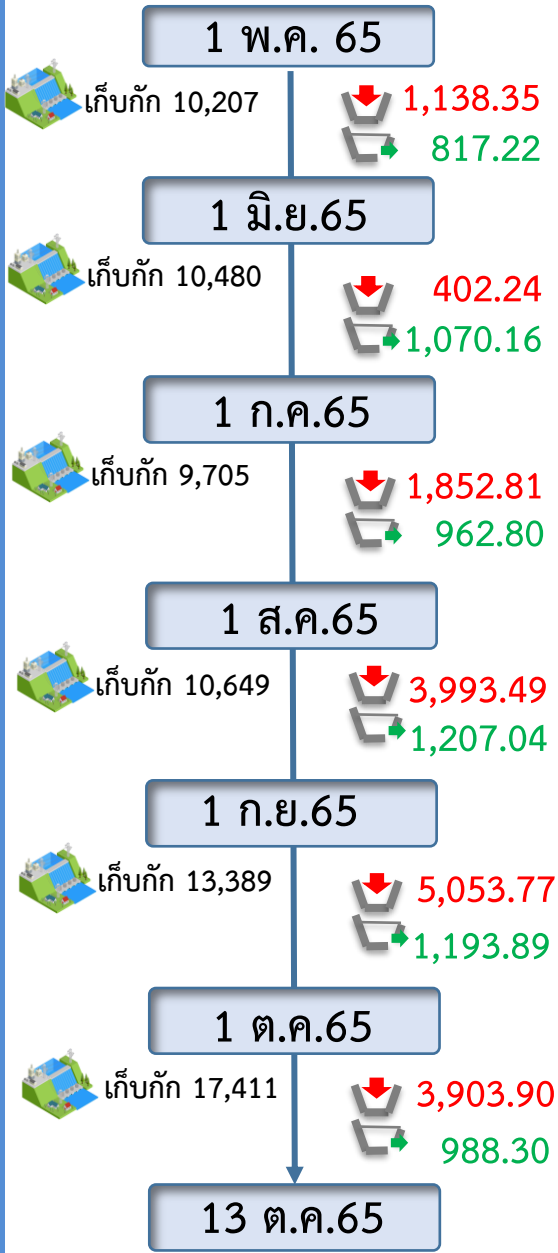 1 พ.ค. 65
เก็บกัก 10,207
1,138.35
817.22
1 มิ.ย.65
เก็บกัก 10,480
402.24
1,070.16
1 ก.ค.65
เก็บกัก 9,705
1,852.81
962.80
1 ส.ค.65
เก็บกัก 10,649
3,993.49
1,207.04
1 ก.ย.65
เก็บกัก 13,389
5,053.77
1,193.89
1 ต.ค.65
เก็บกัก 17,411
3,903.90
988.30
13 ต.ค.65